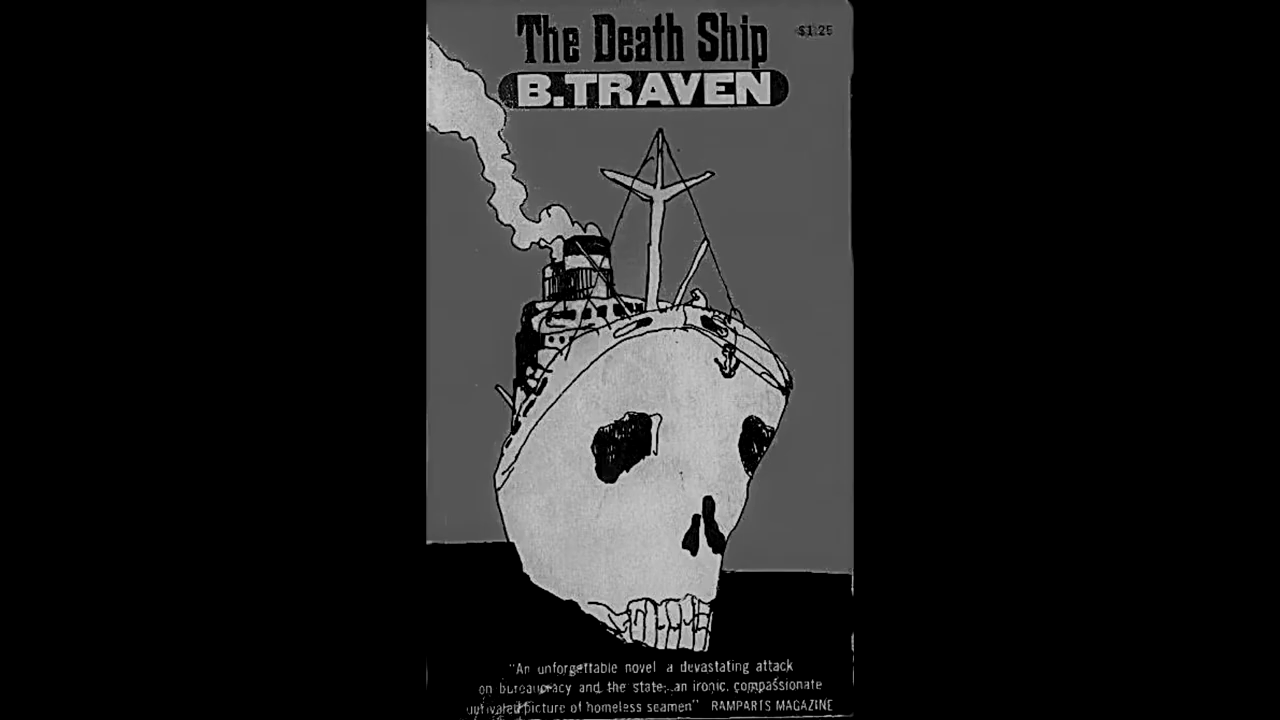 The Death Ship
$1.25
B.TRAVEN
"An unforgettable novel a devastating attack
on bureaucracy and the state; an ironic, compassionate
unrivaled picture of homeless seamen" RAMPARTS MAGAZINE